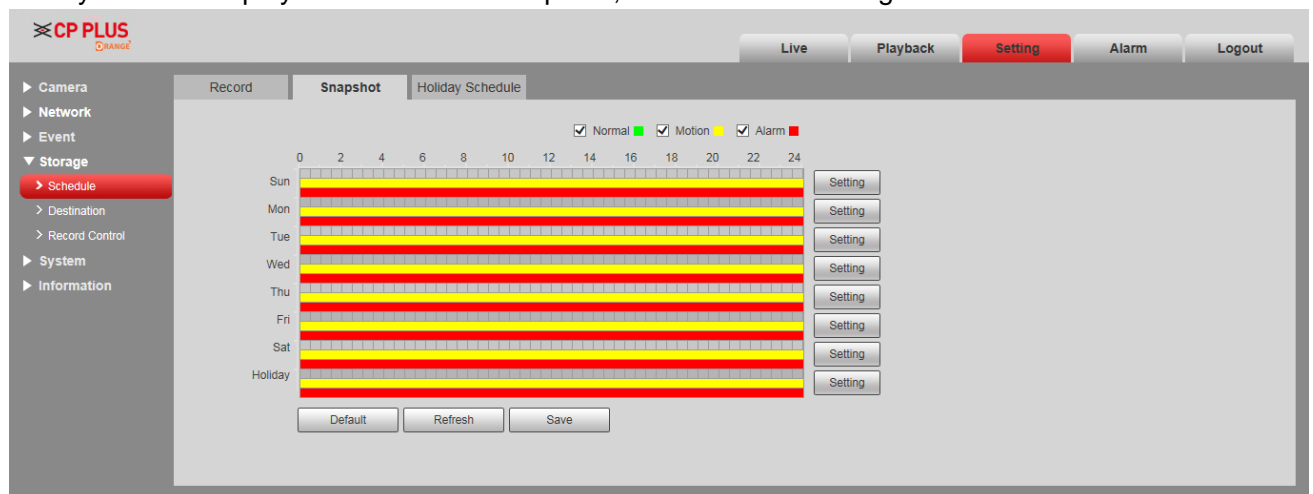 CP PLUS
ORANGE
Live Playback Setting Alarm Logout
Camera
Network
Event
Storage
Schedule
Destination
Record Control
System
Information
Record Snapshot Holiday Schedule
Normal Motion Alarm
0 2 4 6 8 10 12 14 16 18 20 22 24
Sun Setting
Mon Setting
Tue Setting
Wed Setting
Thu Setting
Fri Setting
Sat Setting
Holiday Setting
Default Refresh Save